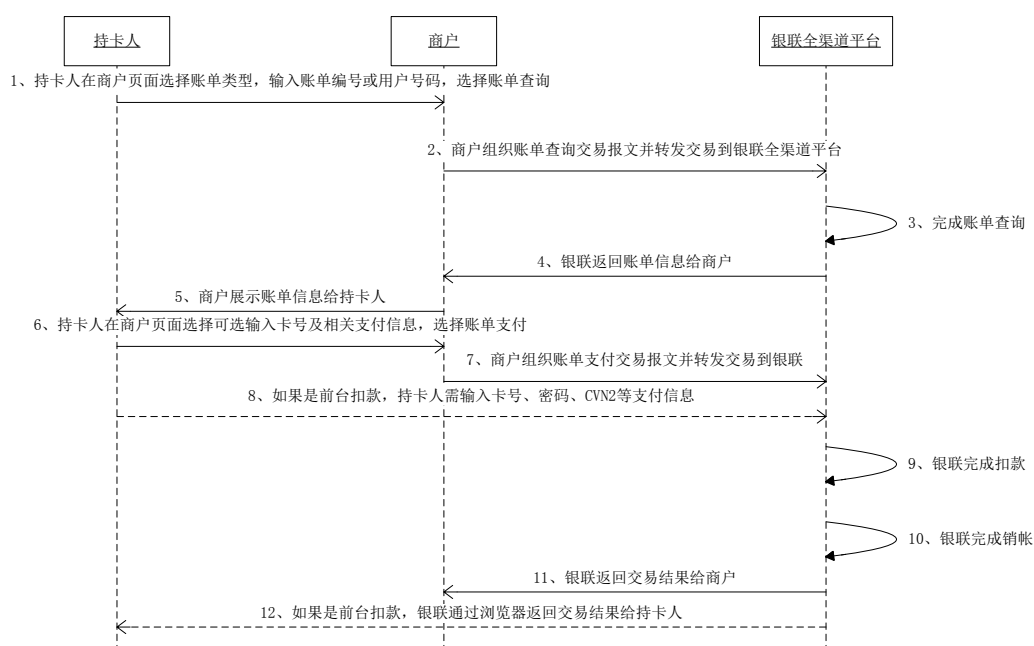 持卡人
商户
银联全渠道平台
1、持卡人在商户页面选择账单类型，输入账单编号或用户号码，选择账单查询
2、商户组织账单查询交易报文并转发交易到银联全渠道平台
3、完成账单查询
4、银联返回账单信息给商户
5、商户展示账单信息给持卡人
6、持卡人在商户页面选择可选输入卡号及相关支付信息，选择账单支付
7、商户组织账单支付交易报文并转发交易到银联
8、如果是前台扣款，持卡人需输入卡号、密码、CVN2等支付信息
9、银联完成扣款
10、银联完成销帐
11、银联返回交易结果给商户
12、如果是前台扣款，银联通过浏览器返回交易结果给持卡人